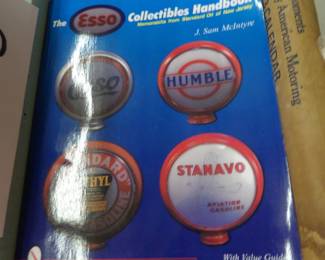 The Esso Collectibles Handbook
Memorabilia from Standard Oil of New Jersey
J. Sam McIntyre
Esso
HUMBLE
STANDARD
ETHYL
STANAVO
AVIATION
GASOLINE
With Value Guide
American Motoring
CALENDAR